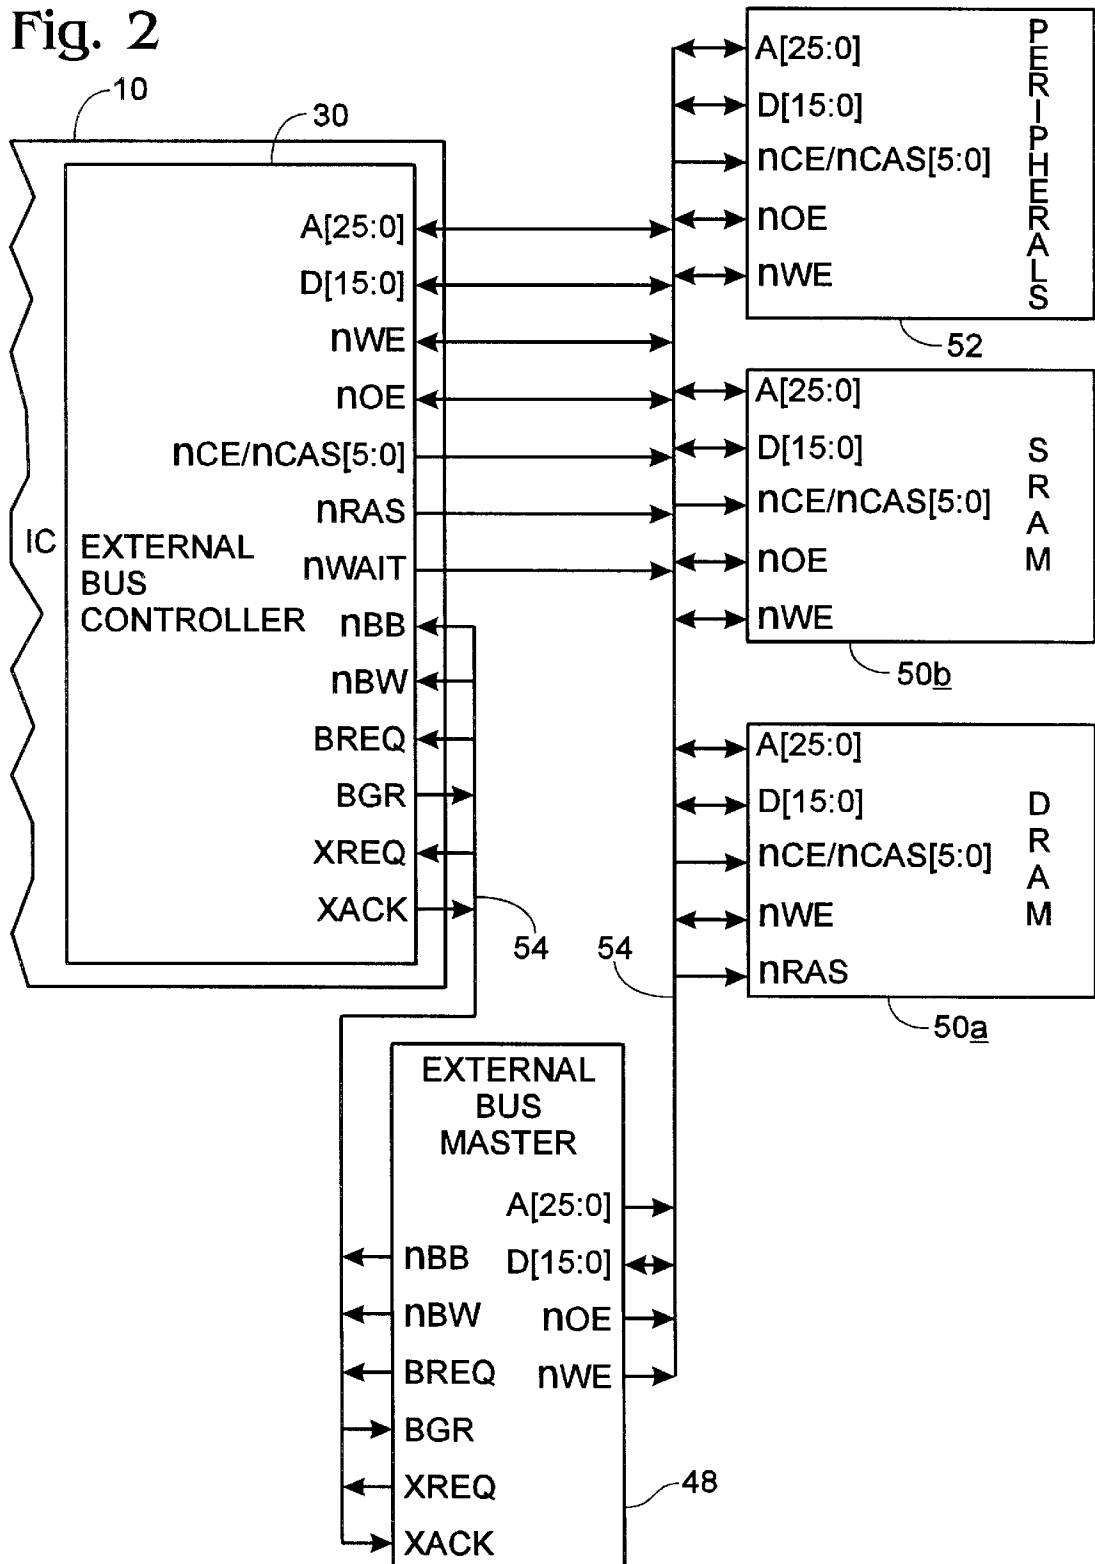 Fig. 2
10
30
IC
EXTERNAL
BUS
CONTROLLER
A[25:0]
D[15:0]
nWE
nOE
nCE/nCAS[5:0]
nRAS
nWAIT
nBB
nBW
BREQ
BGR
XREQ
XACK
54
54
A[25:0]
D[15:0]
nCE/nCAS[5:0]
nOE
nWE
PERIPHERALS
52
A[25:0]
D[15:0]
nCE/nCAS[5:0]
nOE
nWE
SRAM
50b
A[25:0]
D[15:0]
nCE/nCAS[5:0]
nWE
nRAS
DRAM
50a
EXTERNAL
BUS
MASTER
A[25:0]
D[15:0]
nOE
nWE
nBB
nBW
BREQ
BGR
XREQ
XACK
48